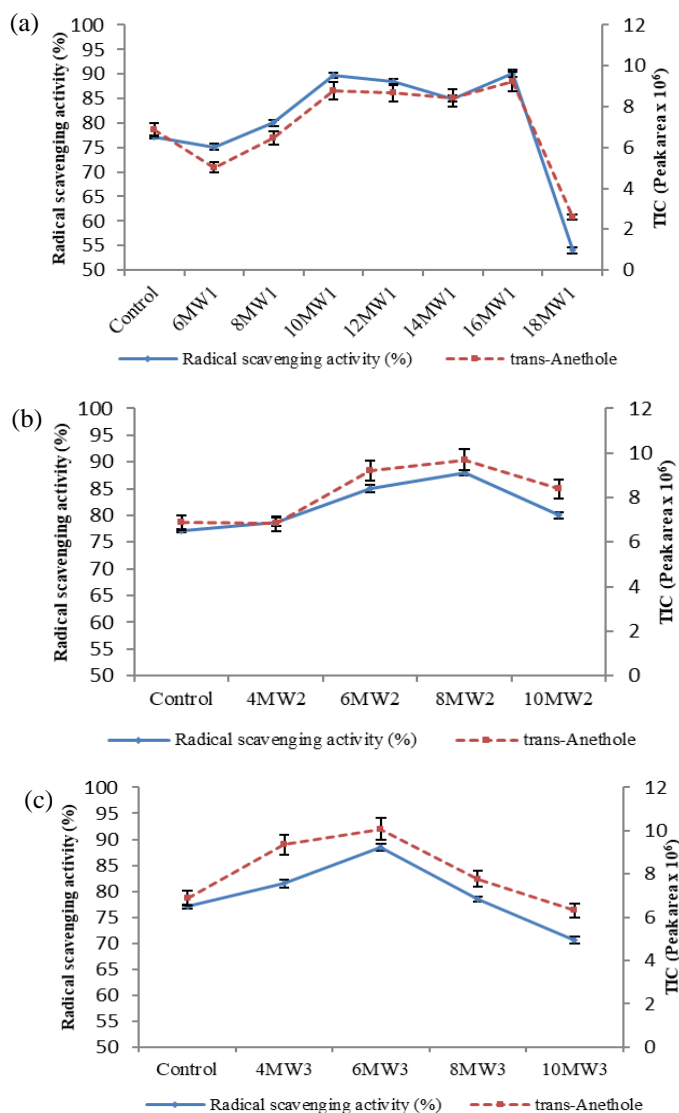 (a)
Radical scavenging activity (%)
100
95
90
85
80
75
70
65
60
55
50
12
10
8
6
4
2
0
TIC (Peak area x 10⁶)
Control
6MW1
8MW1
10MW1
12MW1
14MW1
16MW1
18MW1
Radical scavenging activity (%)
trans-Anethole
(b)
Radical scavenging activity (%)
100
95
90
85
80
75
70
65
60
55
50
12
10
8
6
4
2
0
TIC (Peak area x 10⁶)
Control
4MW2
6MW2
8MW2
10MW2
Radical scavenging activity (%)
trans-Anethole
(c)
Radical scavenging activity (%)
100
95
90
85
80
75
70
65
60
55
50
12
10
8
6
4
2
0
TIC (Peak area x 10⁶)
Control
4MW3
6MW3
8MW3
10MW3
Radical scavenging activity (%)
trans-Anethole